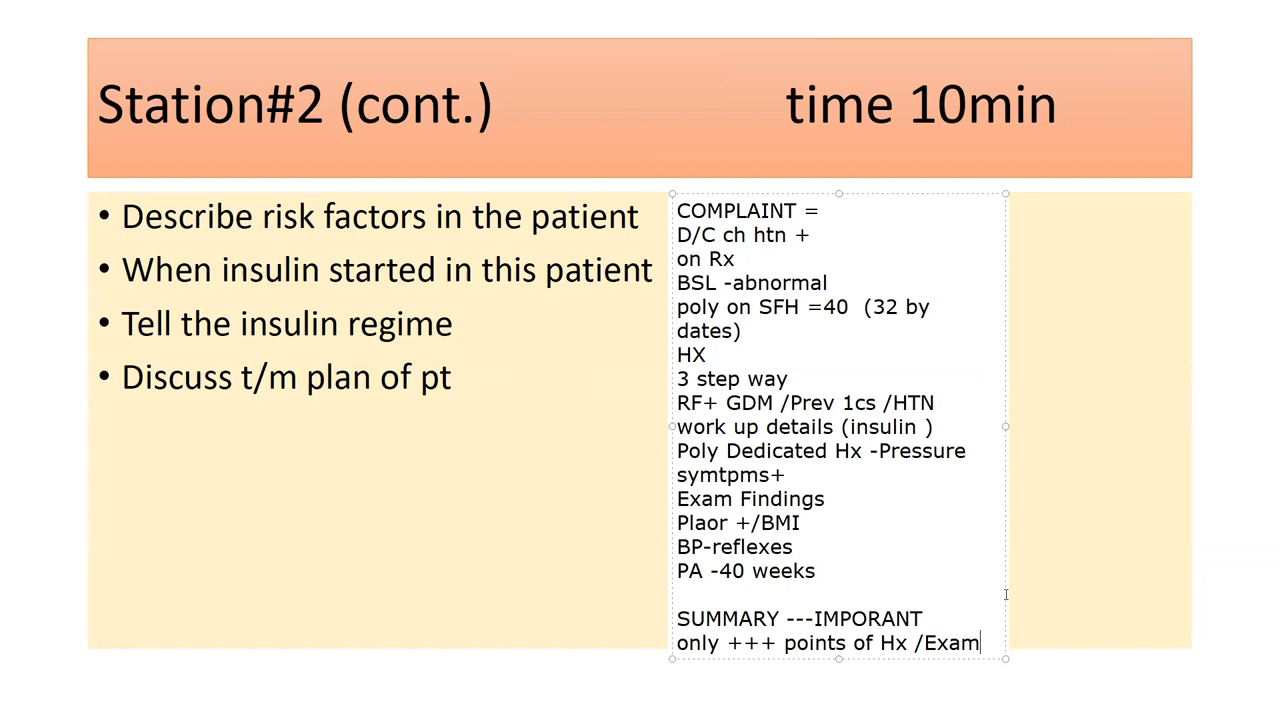 Station#2 (cont.) time 10min
• Describe risk factors in the patient
• When insulin started in this patient
• Tell the insulin regime
• Discuss t/m plan of pt
COMPLAINT =
D/C ch htn +
on Rx
BSL -abnormal
poly on SFH =40 (32 by
dates)
HX
3 step way
RF+ GDM /Prev 1cs /HTN
work up details (insulin )
Poly Dedicated Hx -Pressure
symtpms+
Exam Findings
Plaor +/BMI
BP-reflexes
PA -40 weeks
SUMMARY ---IMPORANT
only +++ points of Hx /Exam